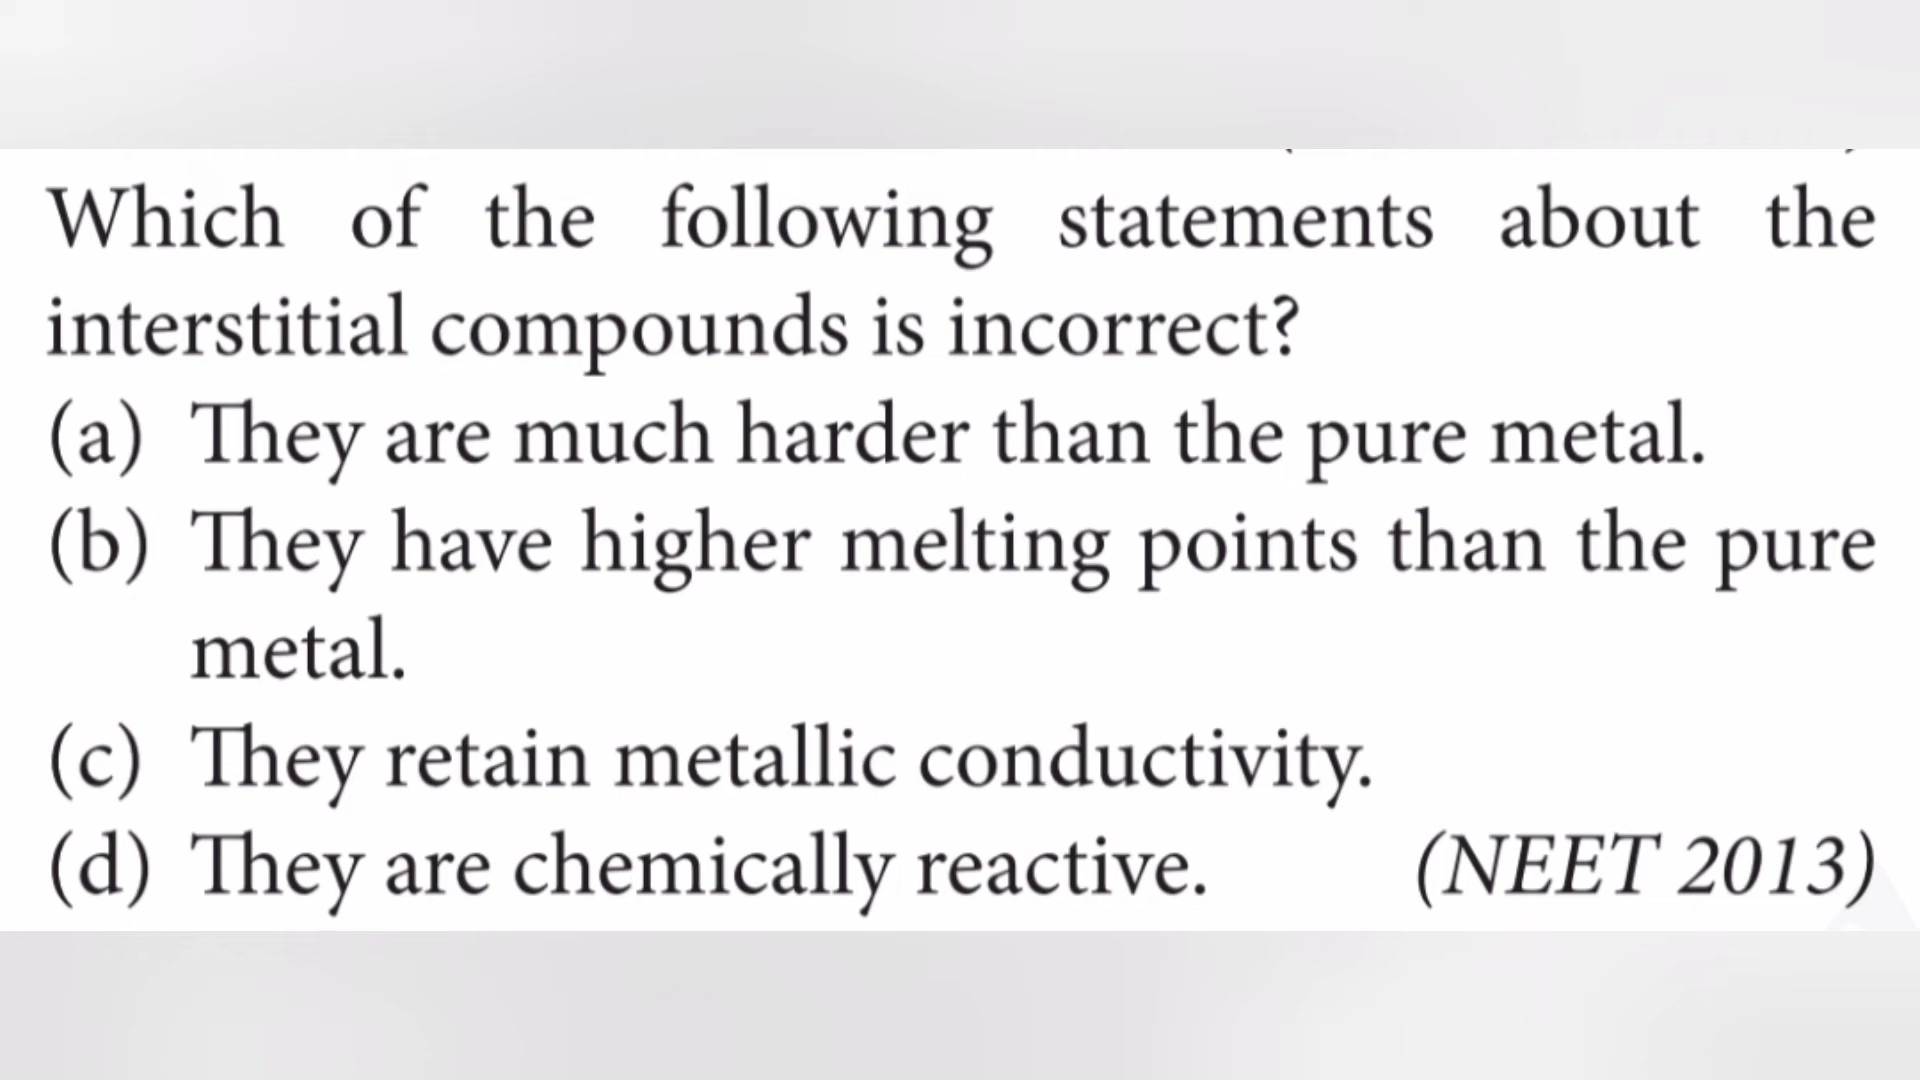 Which of the following statements about the
interstitial compounds is incorrect?
(a) They are much harder than the pure metal.
(b) They have higher melting points than the pure
metal.
(c) They retain metallic conductivity.
(d) They are chemically reactive. (NEET 2013)